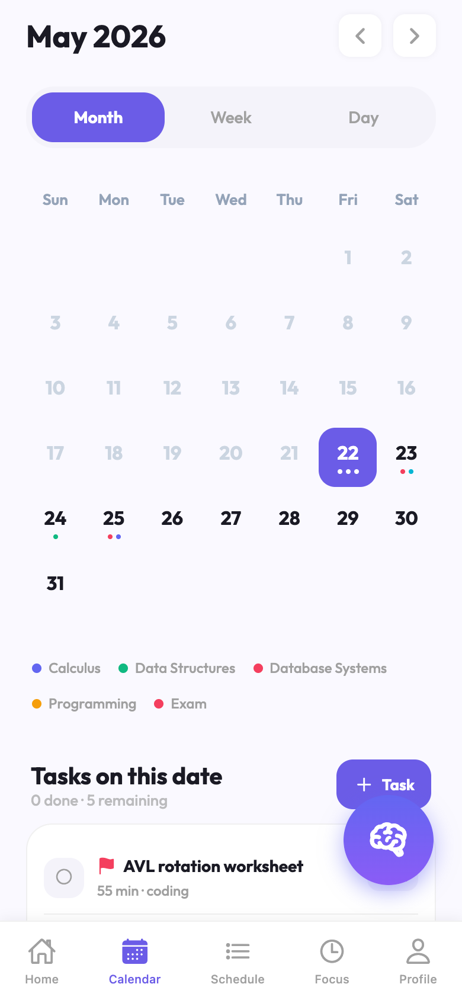 May 2026
Month Week Day
Sun Mon Tue Wed Thu Fri Sat
1 2
3 4 5 6 7 8 9
10 11 12 13 14 15 16
17 18 19 20 21 22 23
24 25 26 27 28 29 30
31
Calculus Data Structures Database Systems
Programming Exam
Tasks on this date
+ Task
0 done · 5 remaining
AVL rotation worksheet
55 min · coding
Home Calendar Schedule Focus Profile